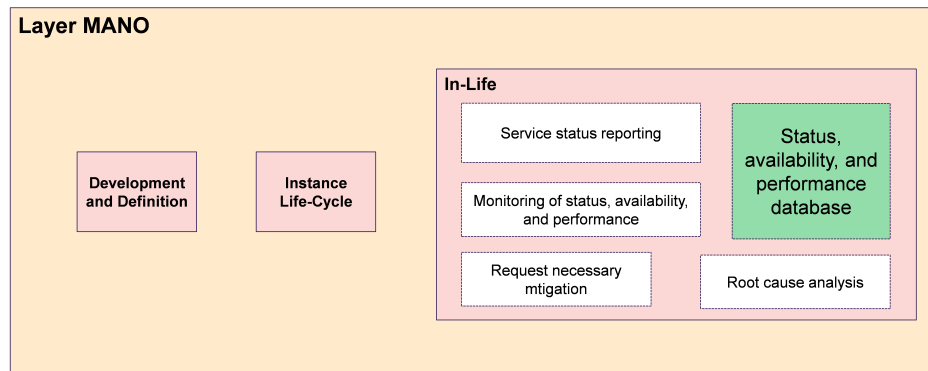 Layer MANO
In-Life
Service status reporting
Status,
availability, and
performance
database
Development
and Definition
Instance
Life-Cycle
Monitoring of status, availability,
and performance
Request necessary
mtigation
Root cause analysis